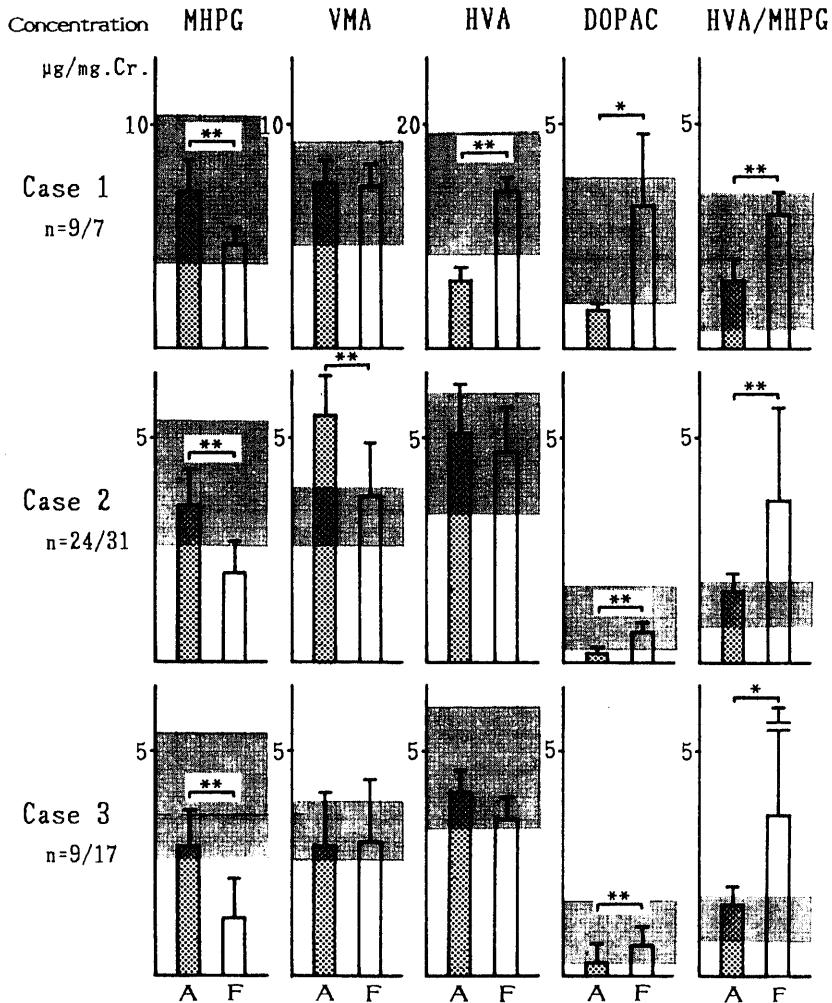 Concentration MHPG VMA HVA DOPAC HVA/MHPG
μg/mg.Cr.
10 ** 10 20 ** 5 * 5 **
Case 1
n=9/7
5 ** 5 ** 5 5 ** 5 **
Case 2
n=24/31
5 ** 5 5 5 ** 5 *
Case 3
n=9/17
A F A F A F A F A F